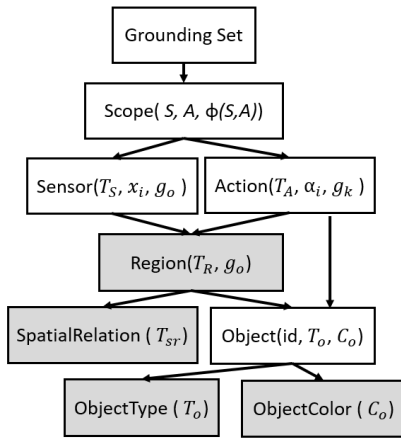 Grounding Set
Scope( S, A, ϕ(S,A))
Sensor(T_S, x_i, g_o )
Action(T_A, α_i, g_k )
Region(T_R, g_o)
SpatialRelation ( T_sr)
Object(id, T_o, C_o)
ObjectType ( T_o)
ObjectColor ( C_o)